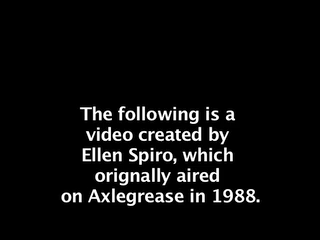 The following is a
video created by
Ellen Spiro, which
orignally aired
on Axlegrease in 1988.